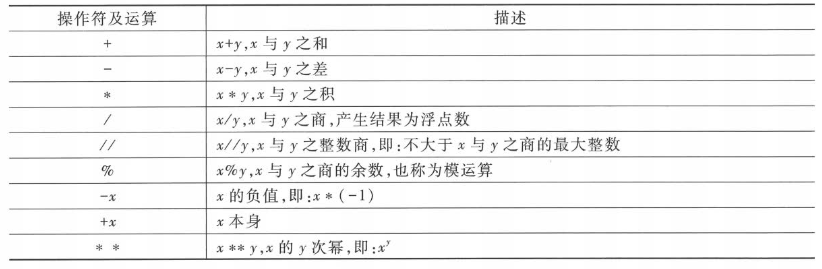 操作符及运算 描述
+ x+y,x 与 y 之和
- x-y,x 与 y 之差
* x * y,x 与 y 之积
/ x/y,x 与 y 之商,产生结果为浮点数
// x//y,x 与 y 之整数商,即:不大于 x 与 y 之商的最大整数
% x%y,x 与 y 之商的余数,也称为模运算
-x x 的负值,即:x * (-1)
+x x 本身
* * x ** y,x 的 y 次幂,即:xʸ